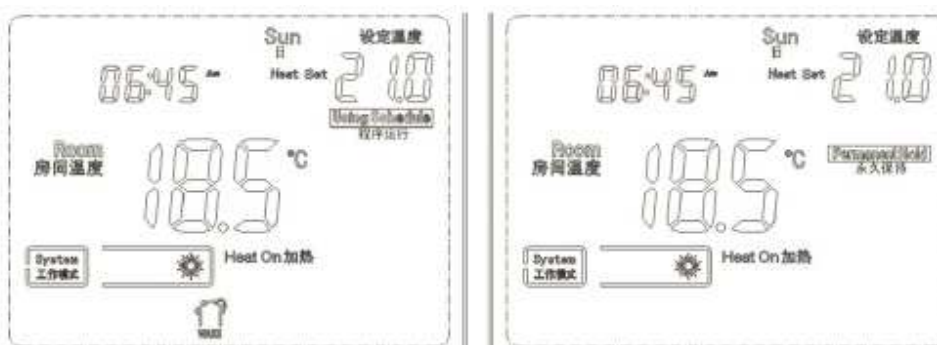 Sun 设定温度
日
06:45 Am Heat Set 21.0
Using Schedule
程序运行
Room
房间温度
18.5 °C
System
工作模式
Heat On 加热
Sun 设定温度
日
06:45 Am Heat Set 21.0
Room
房间温度
18.5 °C
Permanent Hold
永久保持
System
工作模式
Heat On 加热